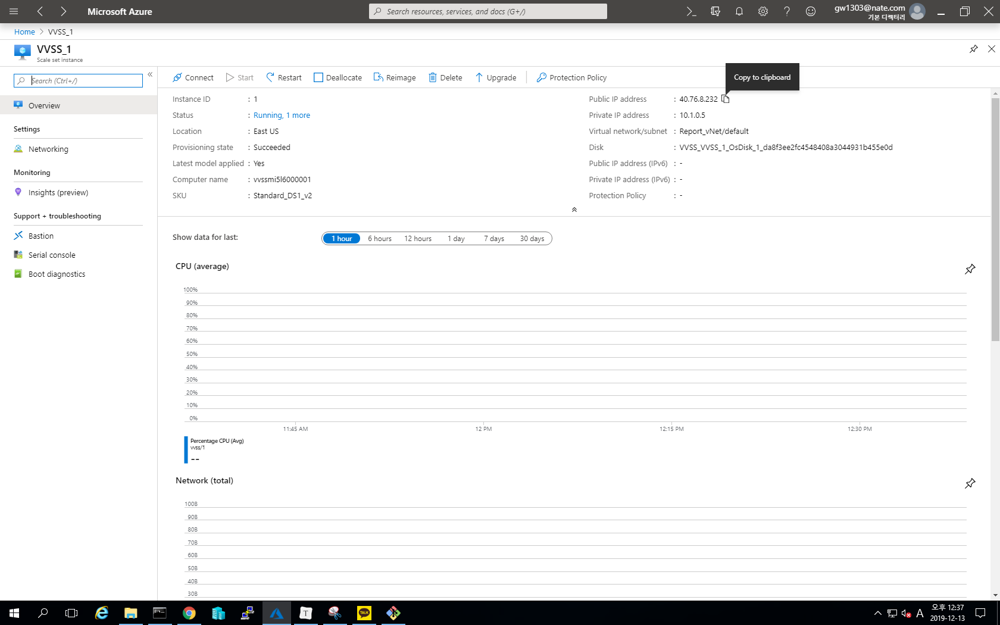 Microsoft Azure
Search resources, services, and docs (G+/)
gw1303@nate.com
기본 디렉터리
Home > VVSS_1
VVSS_1
Scale set instance
Copy to clipboard
Search (Ctrl+/)
«
Connect
Start
Restart
Deallocate
Reimage
Delete
Upgrade
Protection Policy
Overview
Settings
Networking
Monitoring
Insights (preview)
Support + troubleshooting
Bastion
Serial console
Boot diagnostics
Instance ID : 1
Status : Running, 1 more
Location : East US
Provisioning state : Succeeded
Latest model applied : Yes
Computer name : vvssmi5l6000001
SKU : Standard_DS1_v2
Public IP address : 40.76.8.232
Private IP address : 10.1.0.5
Virtual network/subnet : Report_vNet/default
Disk : VVSS_VVSS_1_OsDisk_1_da8f3ee2fc4548408a3044931b455e0d
Public IP address (IPv6) : -
Private IP address (IPv6) : -
Protection Policy : -
Show data for last:
1 hour 6 hours 12 hours 1 day 7 days 30 days
CPU (average)
100%
90%
80%
70%
60%
50%
40%
30%
20%
10%
0%
11:45 AM 12 PM 12:15 PM 12:30 PM
Percentage CPU (Avg)
vvss/1
--
Network (total)
100B
90B
80B
70B
60B
50B
40B
30B
T
TALK
A
오후 12:37
2019-12-13